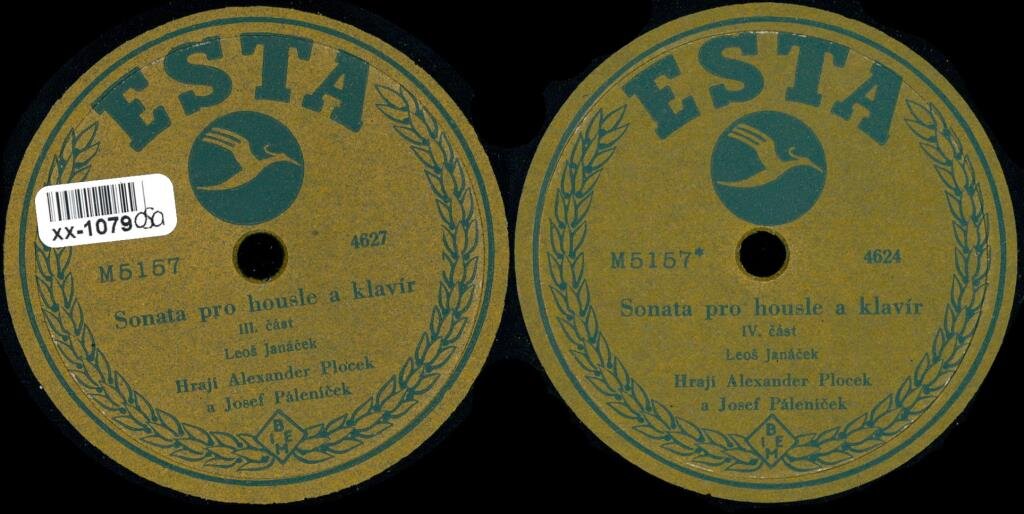 ESTA
xx-1079
M5157
4627
Sonata pro housle a klavír
III. část
Leoš Janáček
Hrají Alexander Plocek
a Josef Páleníček
BIEM
ESTA
M5157*
4624
Sonata pro housle a klavír
IV. část
Leoš Janáček
Hrají Alexander Plocek
a Josef Páleníček
BIEM